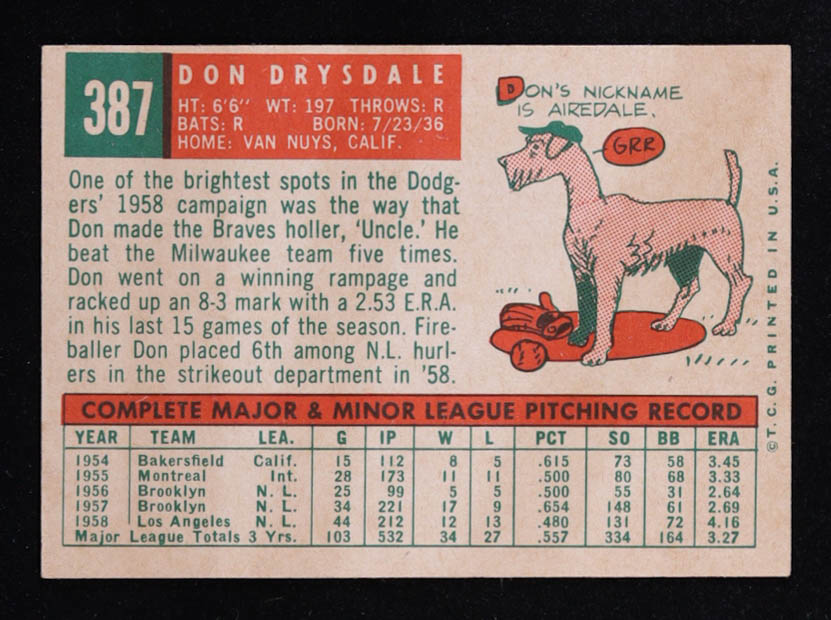 387
DON DRYSDALE
HT: 6'6" WT: 197 THROWS: R
BATS: R BORN: 7/23/36
HOME: VAN NUYS, CALIF.
One of the brightest spots in the Dodg-
ers' 1958 campaign was the way that
Don made the Braves holler, 'Uncle.' He
beat the Milwaukee team five times.
Don went on a winning rampage and
racked up an 8-3 mark with a 2.53 E.R.A.
in his last 15 games of the season. Fire-
baller Don placed 6th among N.L. hurl-
ers in the strikeout department in '58.
DON'S NICKNAME
IS AIREDALE.
GRR
COMPLETE MAJOR & MINOR LEAGUE PITCHING RECORD
YEAR TEAM LEA. G IP W L PCT SO BB ERA
1954 Bakersfield Calif. 15 112 8 5 .615 73 58 3.45
1955 Montreal Int. 28 173 11 11 .500 80 68 3.33
1956 Brooklyn N. L. 25 99 5 5 .500 55 31 2.64
1957 Brooklyn N. L. 34 221 17 9 .654 148 61 2.69
1958 Los Angeles N. L. 44 212 12 13 .480 131 72 4.16
Major League Totals 3 Yrs. 103 532 34 27 .557 334 164 3.27
©T.C.G. PRINTED IN U.S.A.